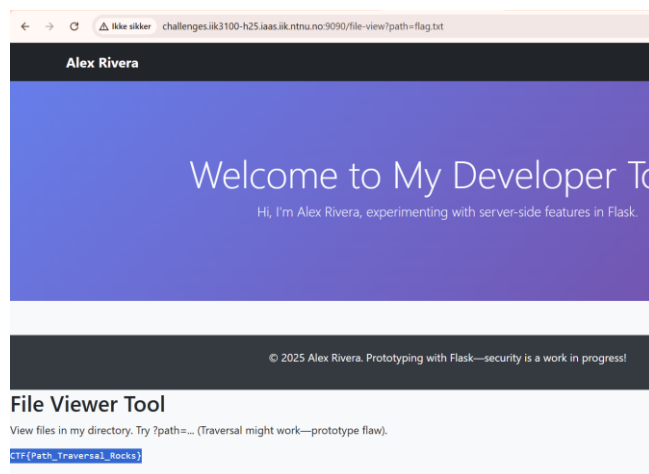 Ikke sikker challenges.iik3100-h25.iaas.iik.ntnu.no:9090/file-view?path=flag.txt
Alex Rivera
Welcome to My Developer To
Hi, I'm Alex Rivera, experimenting with server-side features in Flask.
© 2025 Alex Rivera. Prototyping with Flask—security is a work in progress!
File Viewer Tool
View files in my directory. Try ?path=... (Traversal might work—prototype flaw).
CTF{Path_Traversal_Rocks}